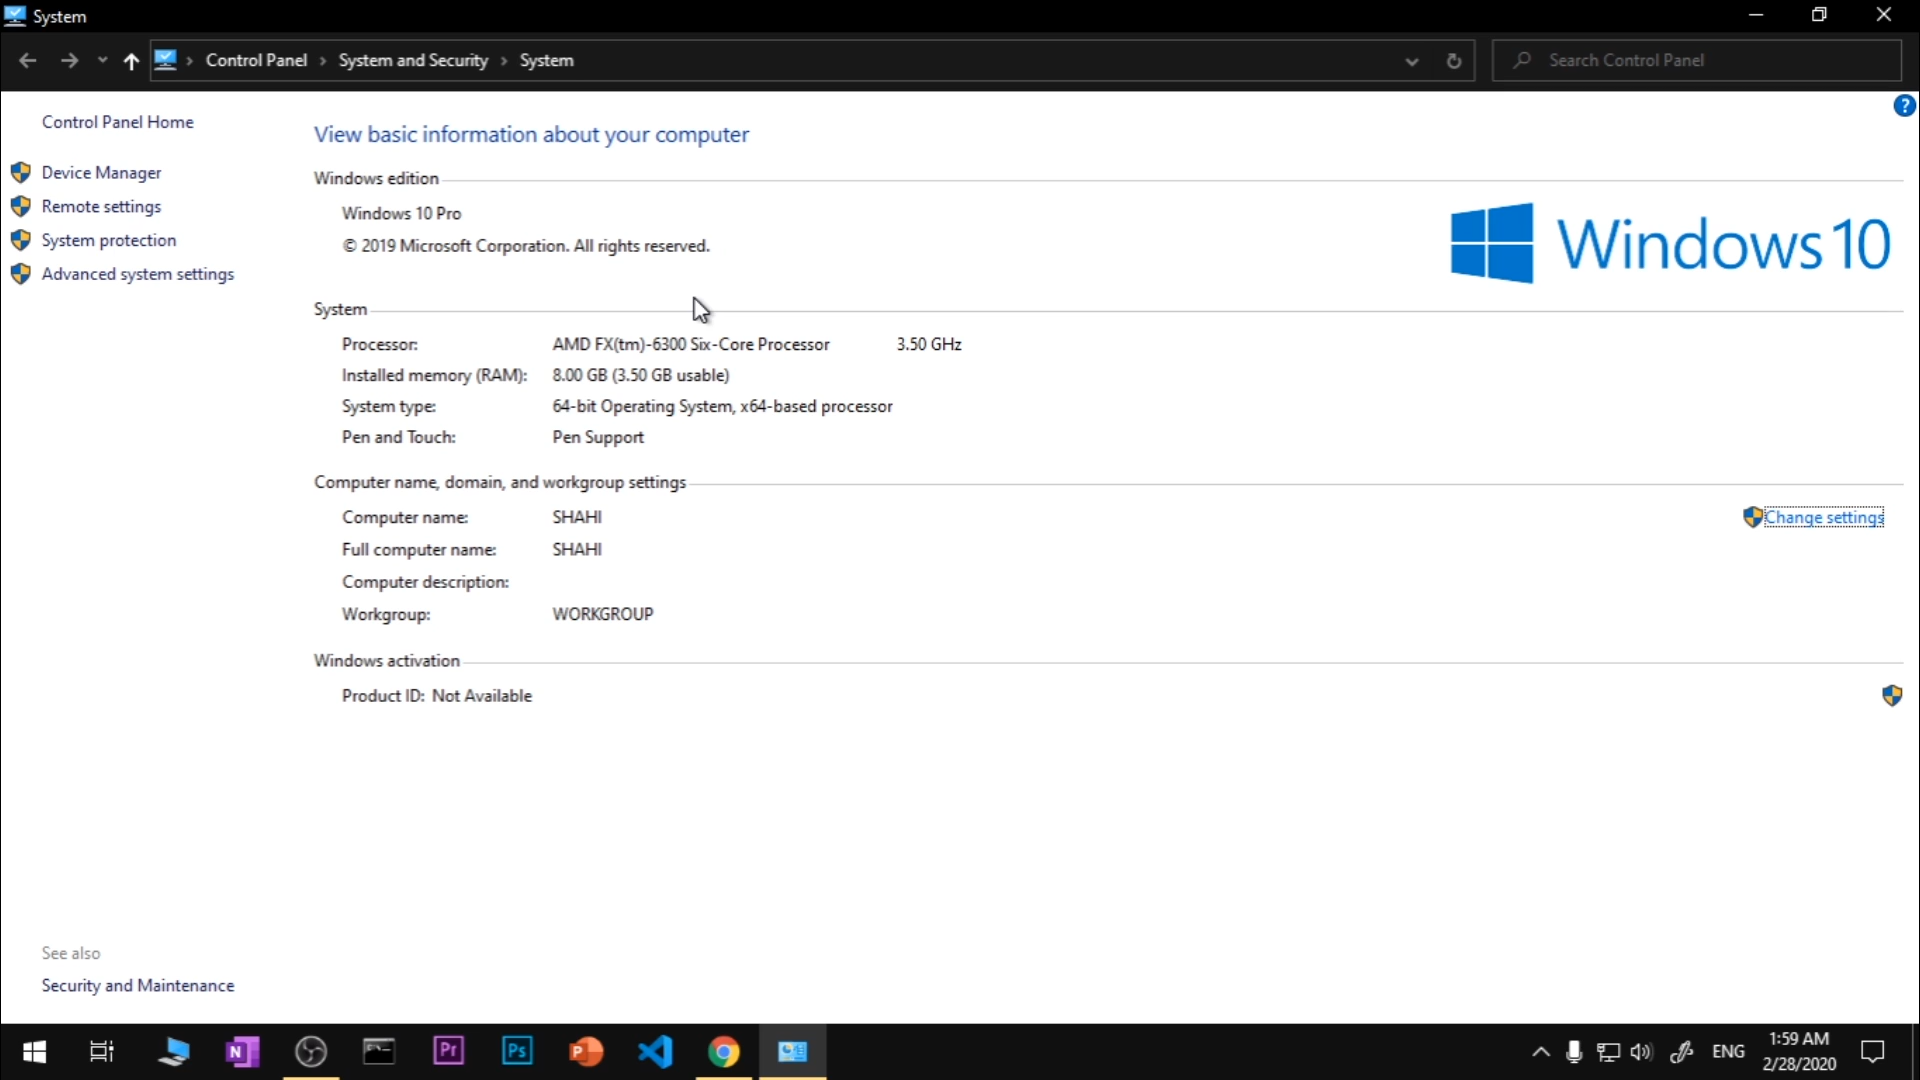 System
Control Panel > System and Security > System
Search Control Panel
?
Control Panel Home
Device Manager
Remote settings
System protection
Advanced system settings
View basic information about your computer
Windows edition
Windows 10 Pro
© 2019 Microsoft Corporation. All rights reserved.
Windows 10
System
Processor: AMD FX(tm)-6300 Six-Core Processor 3.50 GHz
Installed memory (RAM): 8.00 GB (3.50 GB usable)
System type: 64-bit Operating System, x64-based processor
Pen and Touch: Pen Support
Computer name, domain, and workgroup settings
Computer name: SHAHI
Change settings
Full computer name: SHAHI
Computer description:
Workgroup: WORKGROUP
Windows activation
Product ID: Not Available
See also
Security and Maintenance
N
Pr
Ps
P
ENG
1:59 AM
2/28/2020